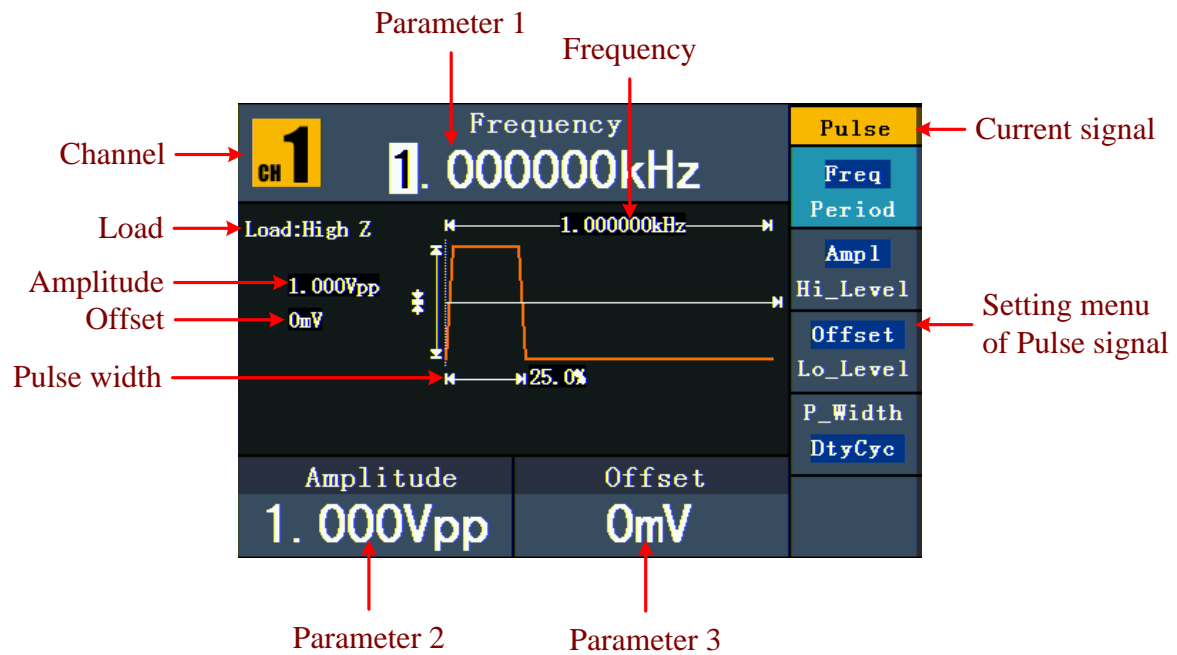 Parameter 1
Frequency
Channel
CH 1
Frequency
1.000000kHz
Pulse
Current signal
Freq
Period
Load
Load:High Z
1.000000kHz
Amplitude
1.000Vpp
Ampl
Hi_Level
Offset
0mV
Offset
Lo_Level
Setting menu
of Pulse signal
Pulse width
25.0%
P_Width
DtyCyc
Amplitude
1.000Vpp
Offset
0mV
Parameter 2
Parameter 3